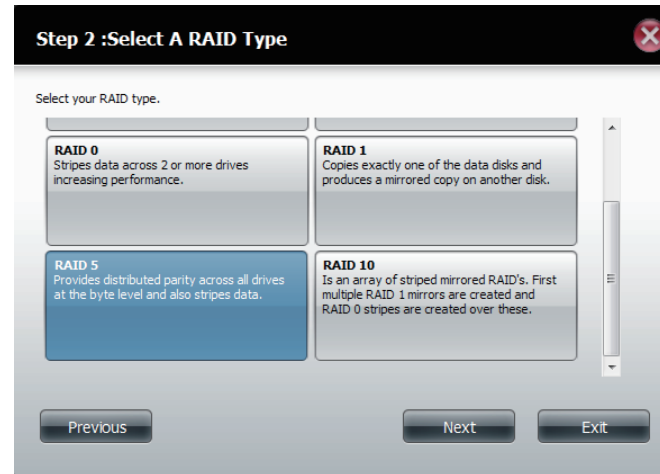 Step 2 :Select A RAID Type
Select your RAID type.
RAID 0
Stripes data across 2 or more drives
increasing performance.
RAID 1
Copies exactly one of the data disks and
produces a mirrored copy on another disk.
RAID 5
Provides distributed parity across all drives
at the byte level and also stripes data.
RAID 10
Is an array of striped mirrored RAID's. First
multiple RAID 1 mirrors are created and
RAID 0 stripes are created over these.
Previous
Next
Exit